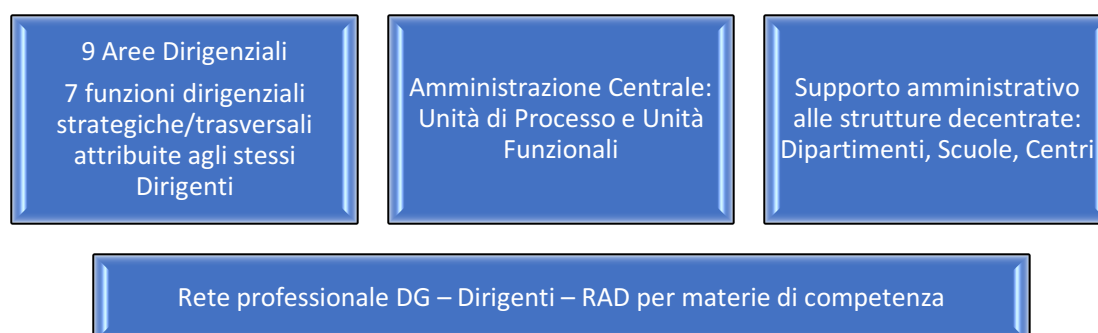 9 Aree Dirigenziali
7 funzioni dirigenziali
strategiche/trasversali
attribuite agli stessi
Dirigenti
Amministrazione Centrale:
Unità di Processo e Unità
Funzionali
Supporto amministrativo
alle strutture decentrate:
Dipartimenti, Scuole, Centri
Rete professionale DG – Dirigenti – RAD per materie di competenza